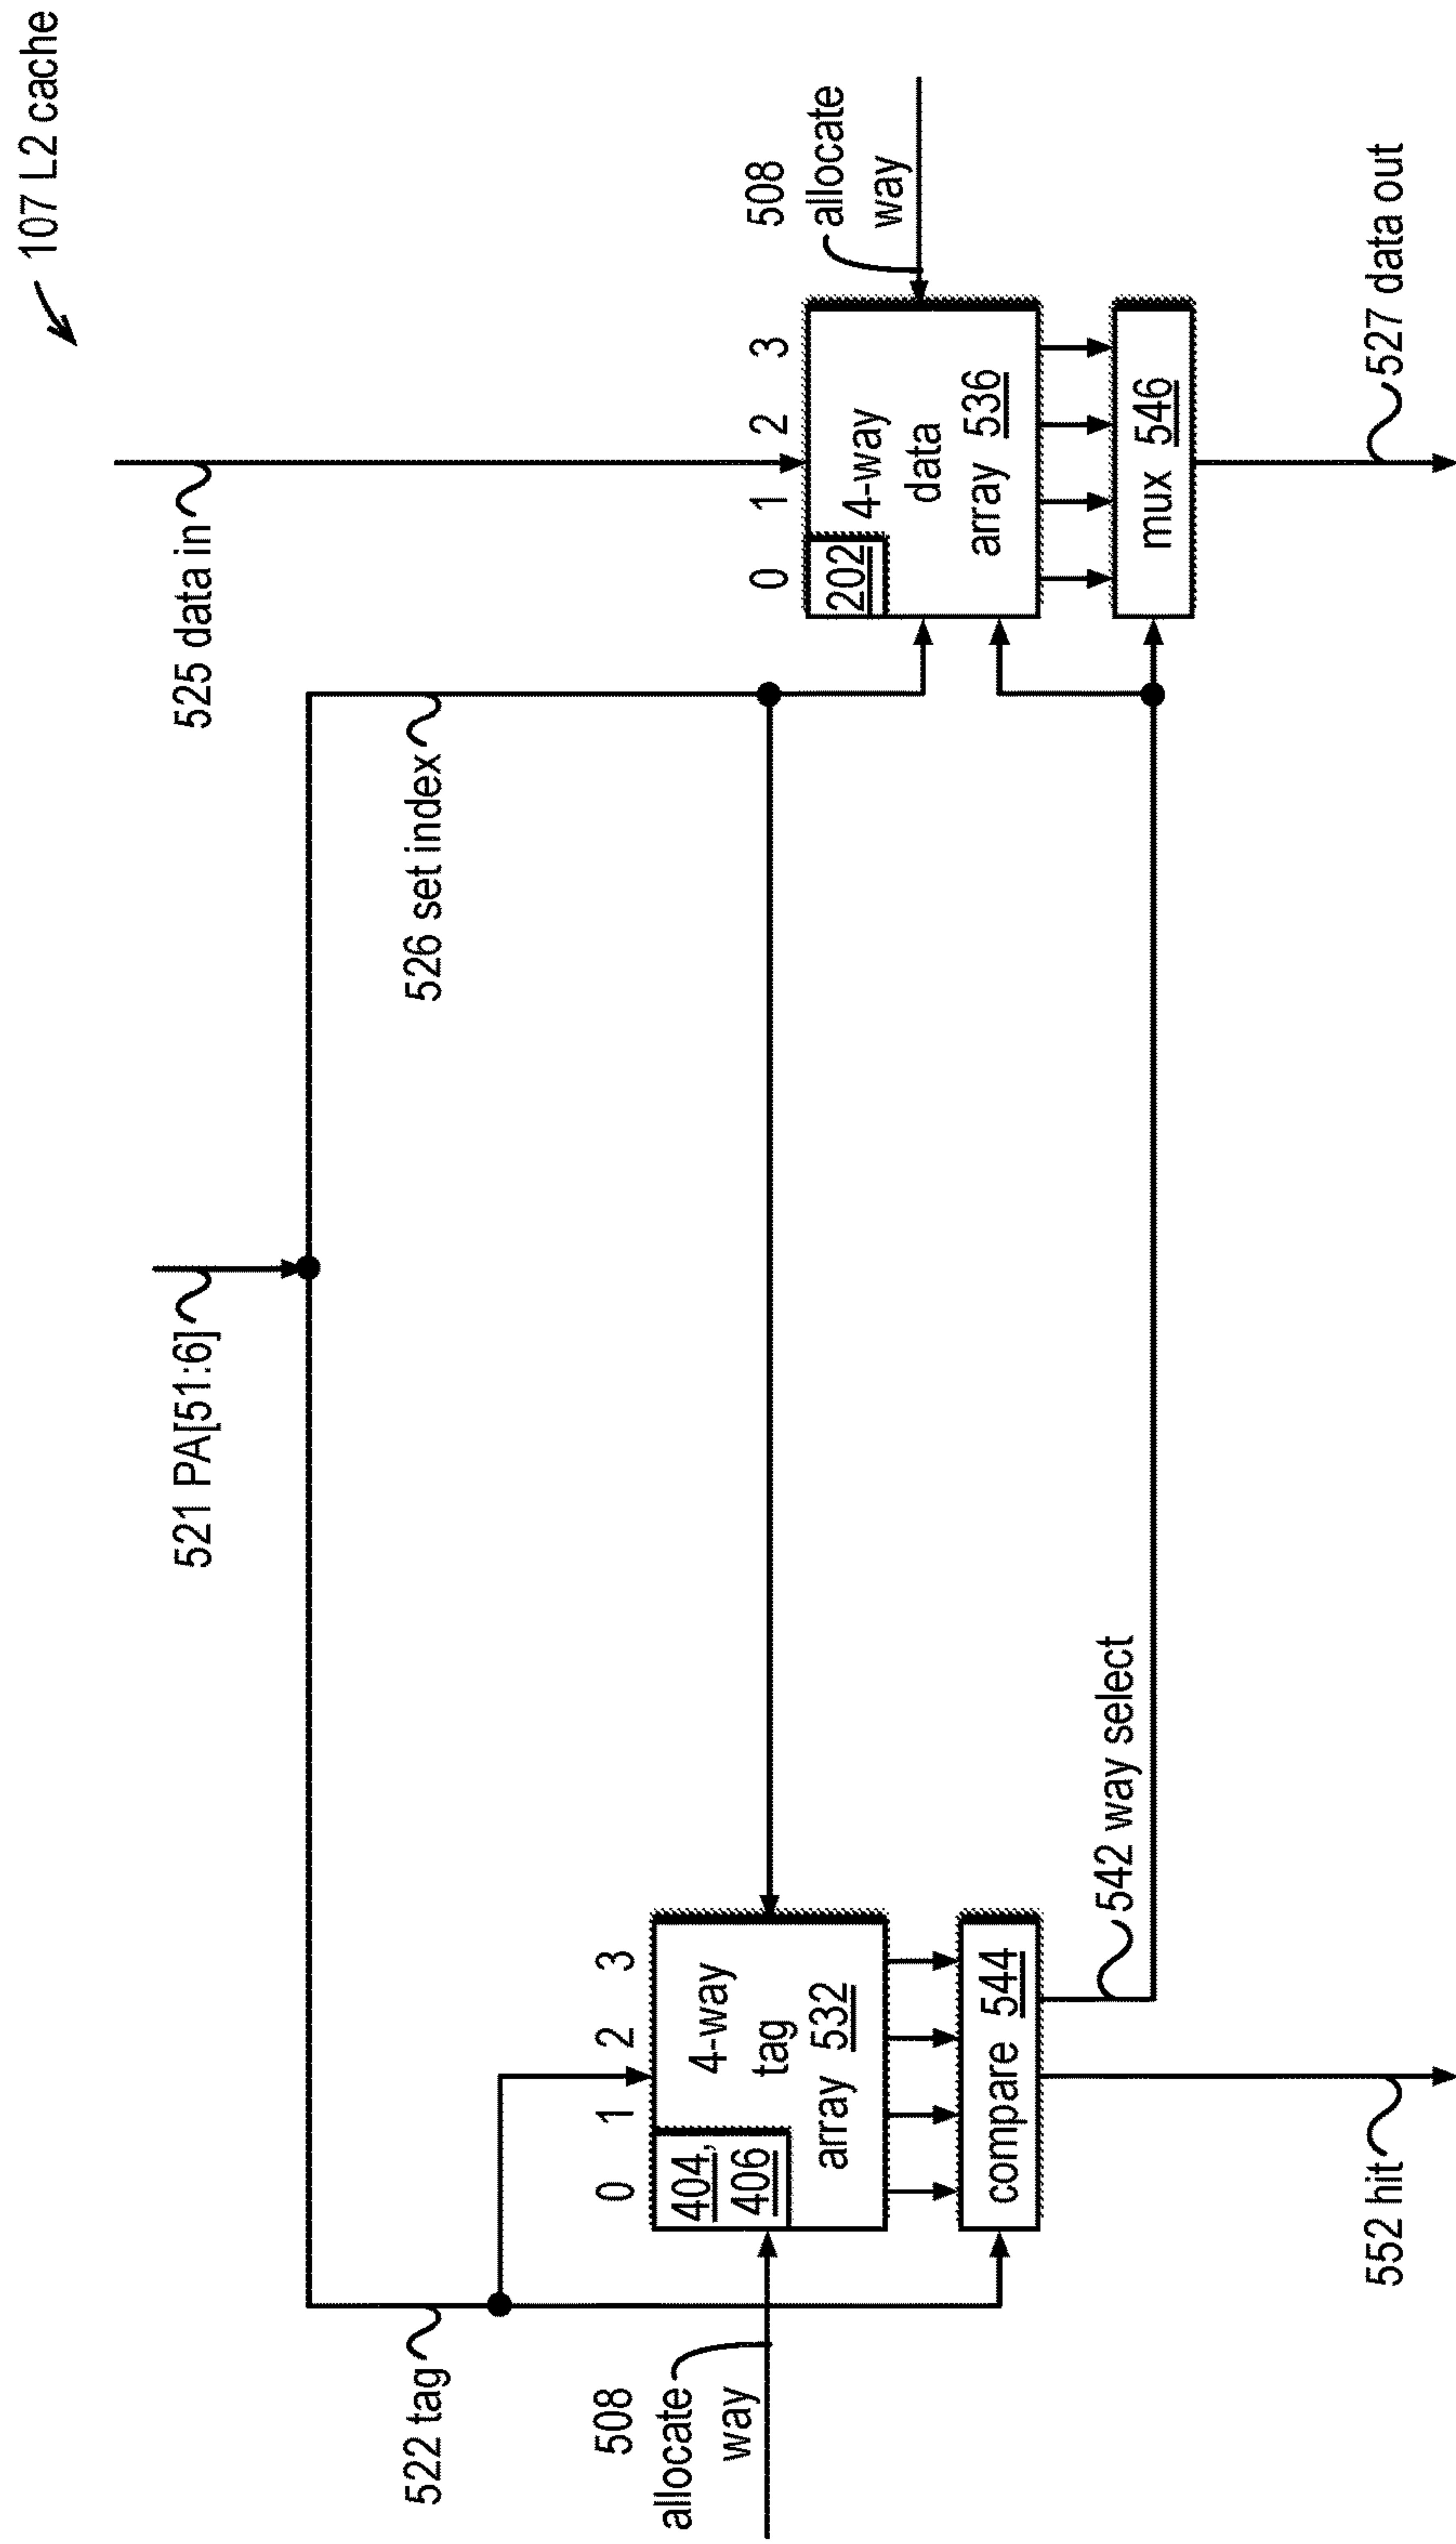 107 L2 cache
521 PA[51:6]
525 data in
522 tag
526 set index
508
allocate
way
0 1 2 3
404,
406
4-way
tag
array 532
compare 544
542 way select
552 hit
0 1 2 3
202
4-way
data
array 536
508
allocate
way
mux 546
527 data out